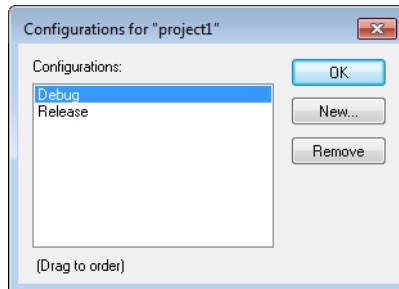 Configurations for "project1"
Configurations:
Debug
Release
OK
New...
Remove
(Drag to order)